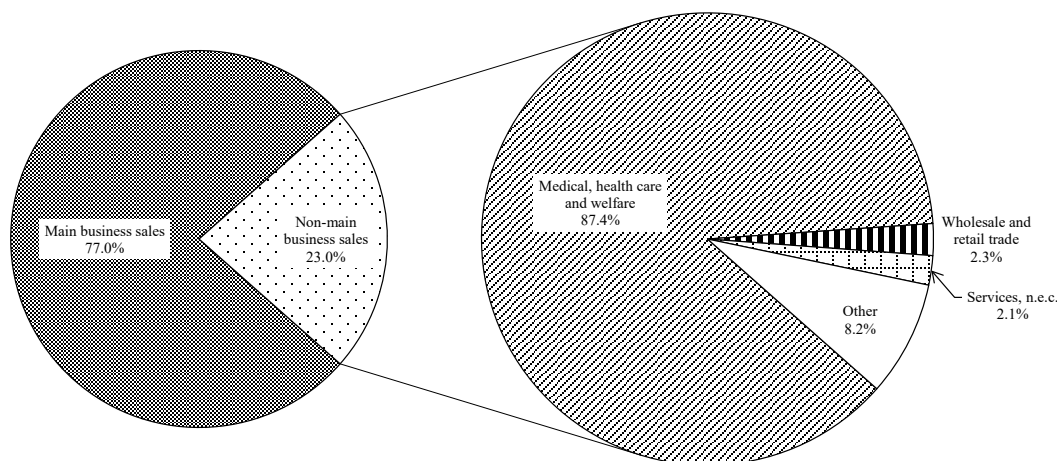 Main business sales
77.0%
Non-main
business sales
23.0%
Medical, health care
and welfare
87.4%
Wholesale and
retail trade
2.3%
Services, n.e.c.
2.1%
Other
8.2%